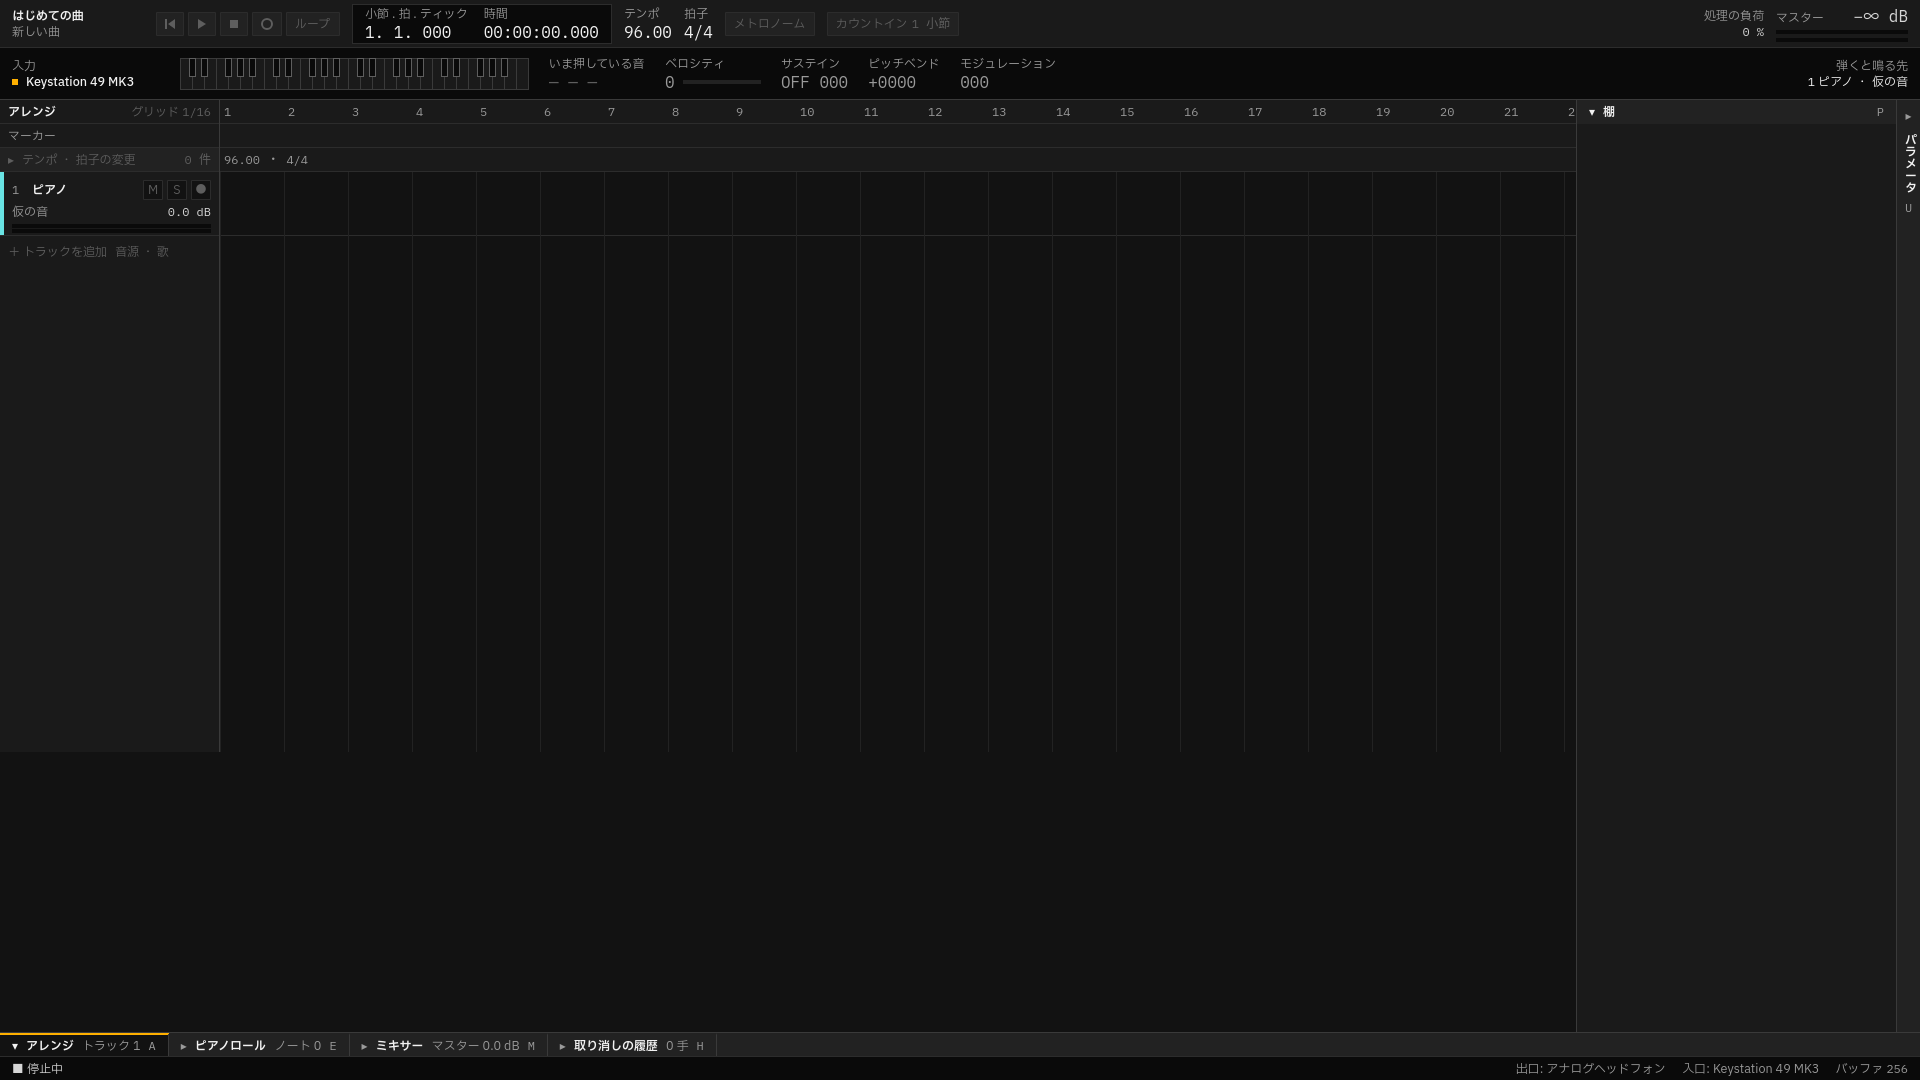 はじめての曲
新しい曲
ループ
小節 . 拍 . ティック 時間
1. 1. 000 00:00:00.000
テンポ 拍子
96.00 4/4
メトロノーム
カウントイン 1 小節
処理の負荷
0 %
マスター -∞ dB
入力
Keystation 49 MK3
いま押している音
— — —
ベロシティ
0
サステイン
OFF 000
ピッチベンド
+0000
モジュレーション
000
弾くと鳴る先
1 ピアノ · 仮の音
アレンジ グリッド 1/16
1 2 3 4 5 6 7 8 9 10 11 12 13 14 15 16 17 18 19 20 21 2
マーカー
▸ テンポ · 拍子の変更 0 件
96.00 · 4/4
1 ピアノ M S
仮の音 0.0 dB
+ トラックを追加 音源 · 歌
▾ 棚 P
▸ パラメータ U
▾ アレンジ トラック 1 A
▸ ピアノロール ノート 0 E
▸ ミキサー マスター 0.0 dB M
▸ 取り消しの履歴 0 手 H
■ 停止中
出口: アナログヘッドフォン 入口: Keystation 49 MK3 バッファ 256